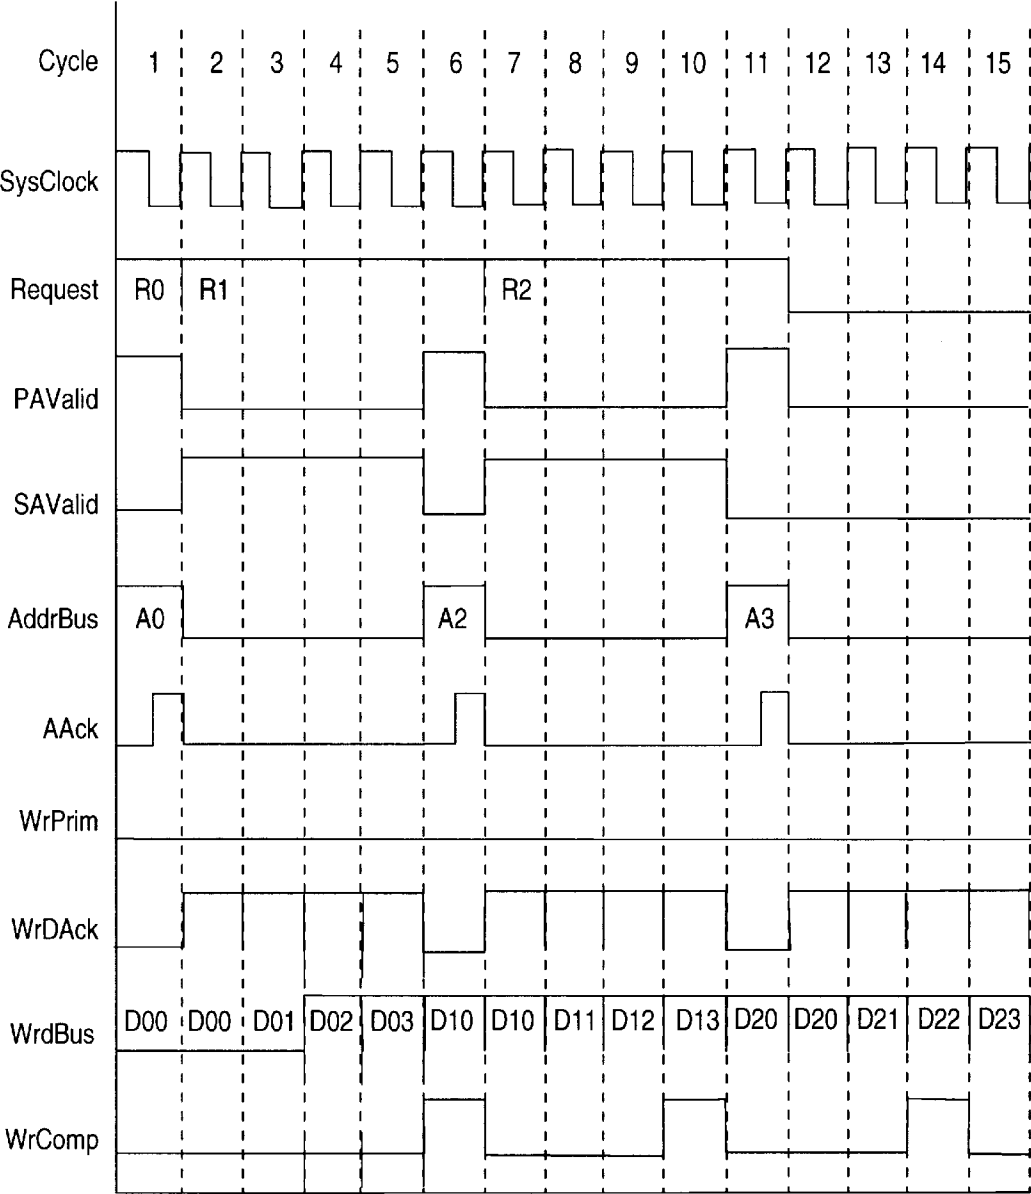 Cycle 1 2 3 4 5 6 7 8 9 10 11 12 13 14 15
SysClock
Request R0 R1 R2
PAValid
SAValid
AddrBus A0 A2 A3
AAck
WrPrim
WrDAck
WrdBus D00 D00 D01 D02 D03 D10 D10 D11 D12 D13 D20 D20 D21 D22 D23
WrComp